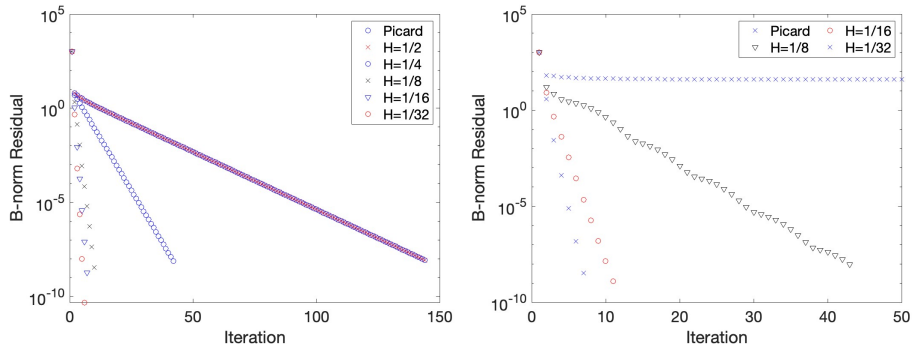 10^5
10^0
10^-5
10^-10
B-norm Residual
0 50 100 150
Iteration
Picard
H=1/2
H=1/4
H=1/8
H=1/16
H=1/32
10^5
10^0
10^-5
10^-10
B-norm Residual
0 10 20 30 40 50
Iteration
Picard H=1/16
H=1/8 H=1/32